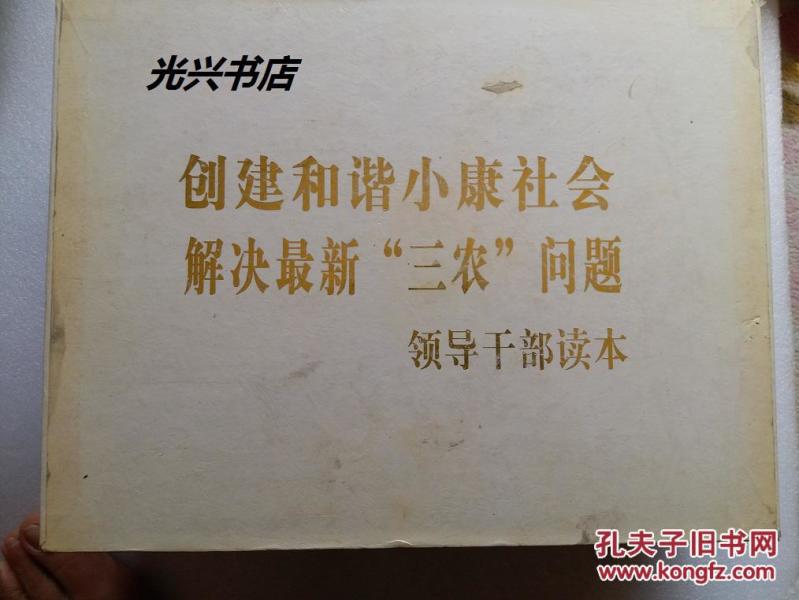 光兴书店
创建和谐小康社会
解决最新“三农”问题
领导干部读本
孔夫子旧书网
www.kongfz.com